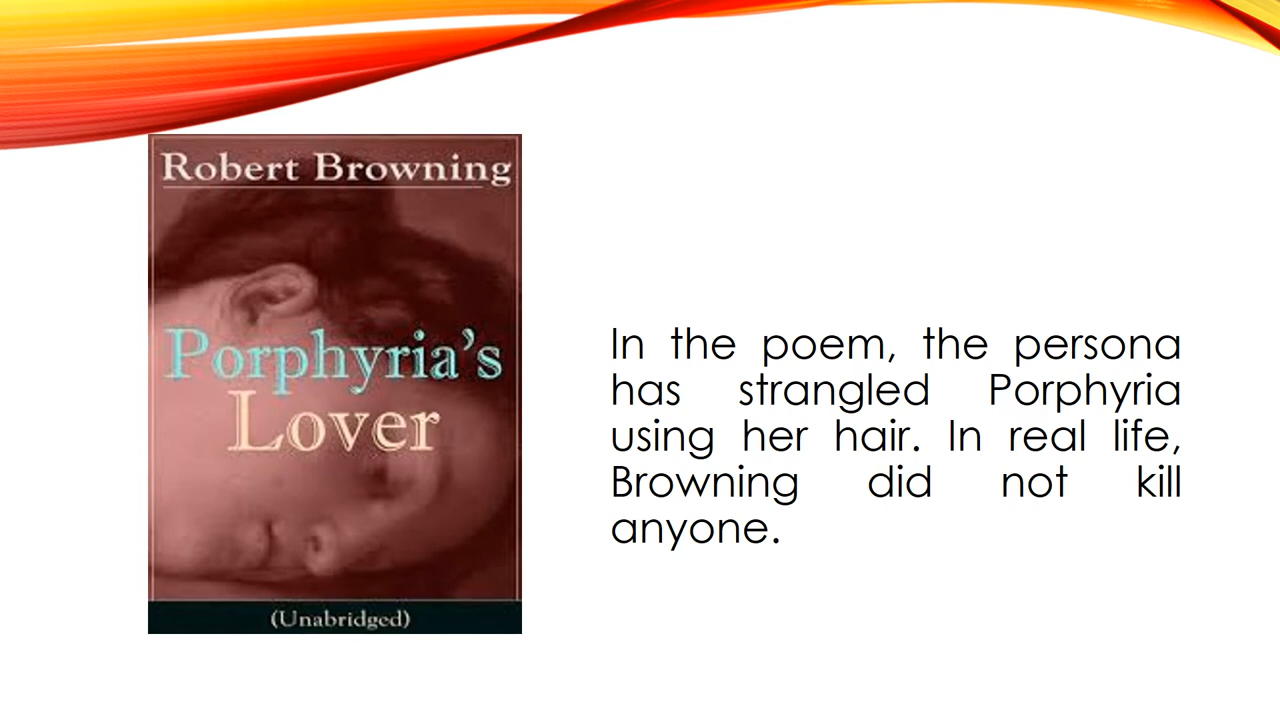 Robert Browning
Porphyria's
Lover
(Unabridged)
In the poem, the persona
has strangled Porphyria
using her hair. In real life,
Browning did not kill
anyone.